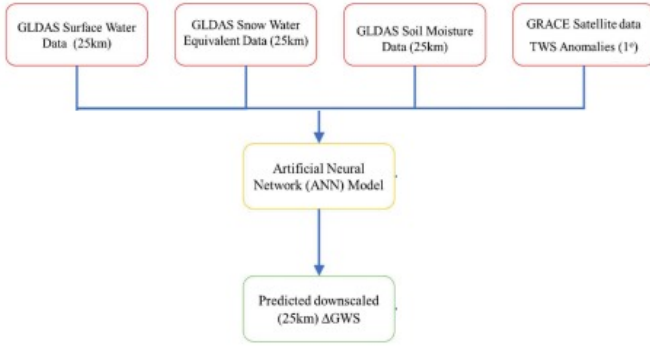 GLDAS Surface Water
Data (25km)
GLDAS Snow Water
Equivalent Data (25km)
GLDAS Soil Moisture
Data (25km)
GRACE Satellite data
TWS Anomalies (1°)
Artificial Neural
Network (ANN) Model
Predicted downscaled
(25km) ΔGWS